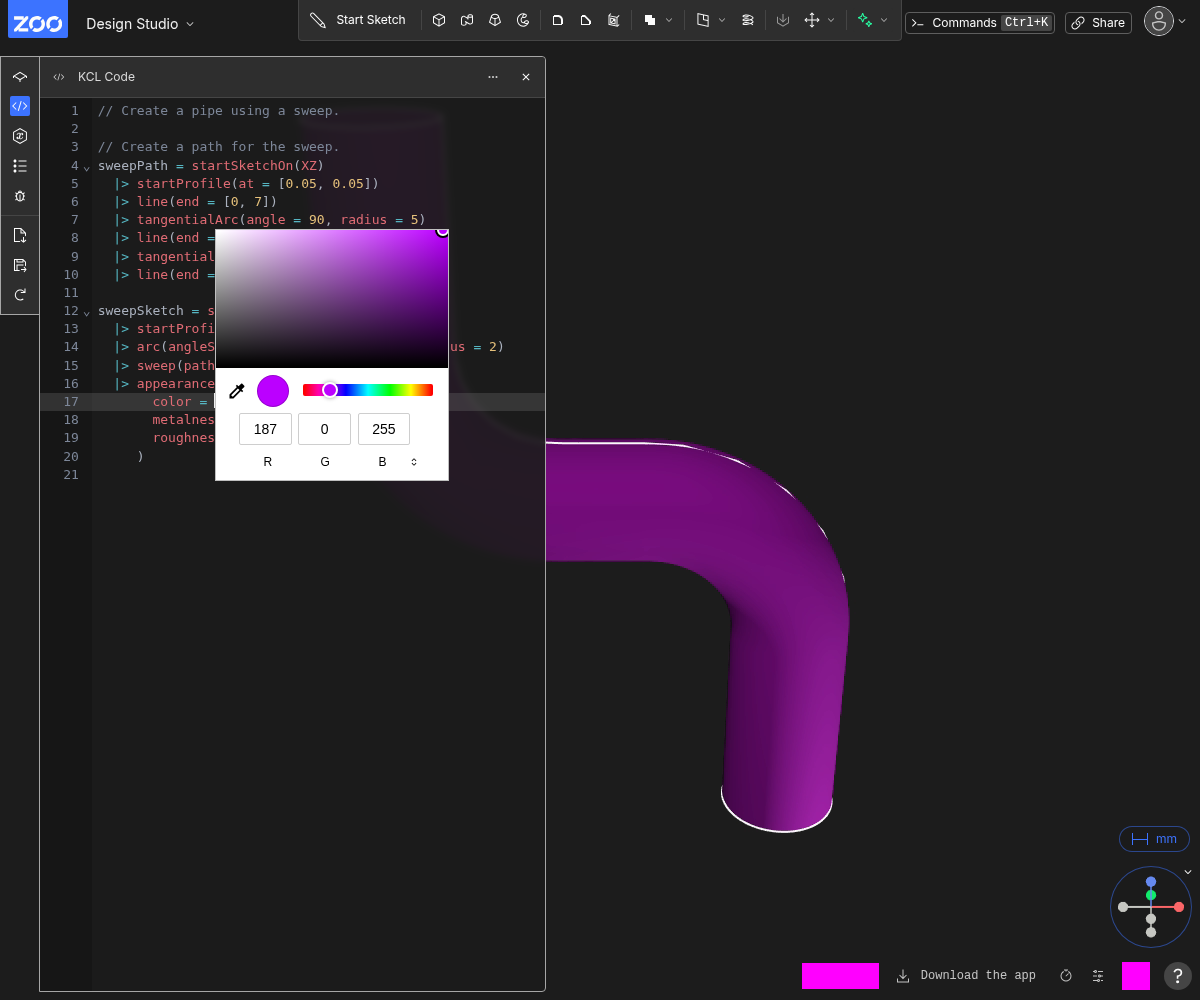 ZOO
Design Studio
Start Sketch
Commands Ctrl+K
Share
KCL Code
1 // Create a pipe using a sweep.
2
3 // Create a path for the sweep.
4 sweepPath = startSketchOn(XZ)
5 |> startProfile(at = [0.05, 0.05])
6 |> line(end = [0, 7])
7 |> tangentialArc(angle = 90, radius = 5)
8 |> line(end =
9 |> tangential
10 |> line(end =
11
12 sweepSketch = s
13 |> startProfi
14 |> arc(angleS us = 2)
15 |> sweep(path
16 |> appearance
17 color =
18 metalnes
19 roughnes
20 )
21
187 0 255
R G B
mm
Download the app
?